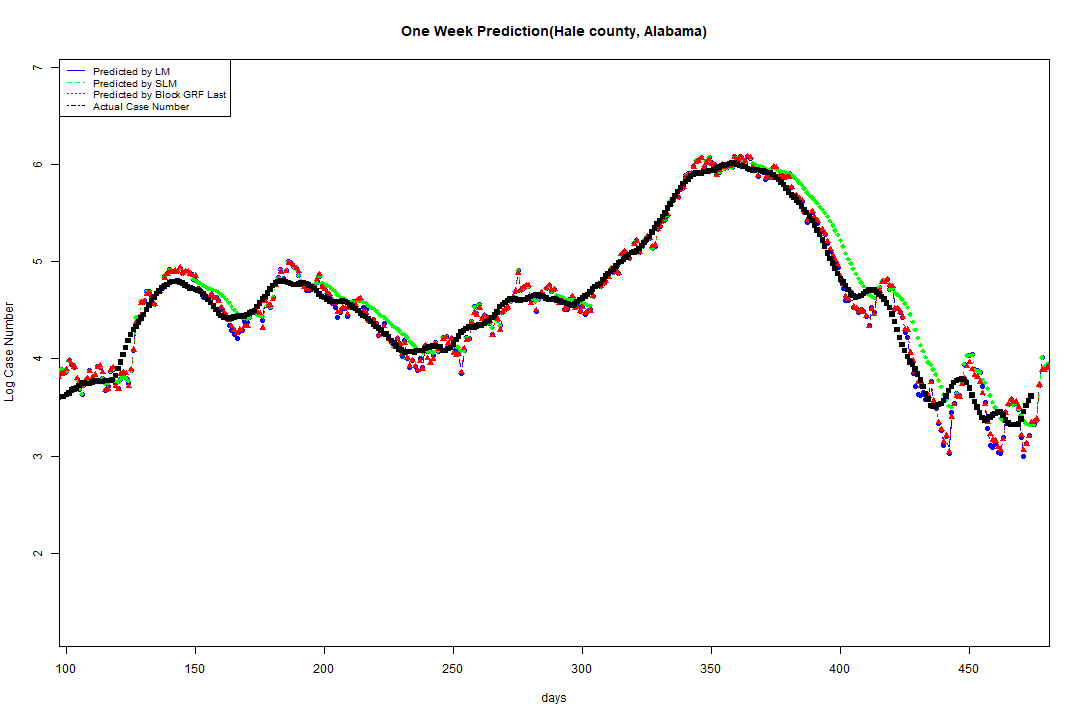 One Week Prediction(Hale county, Alabama)
Predicted by LM
Predicted by SLM
Predicted by Block GRF Last
Actual Case Number
7
6
5
4
3
2
Log Case Number
100 150 200 250 300 350 400 450
days